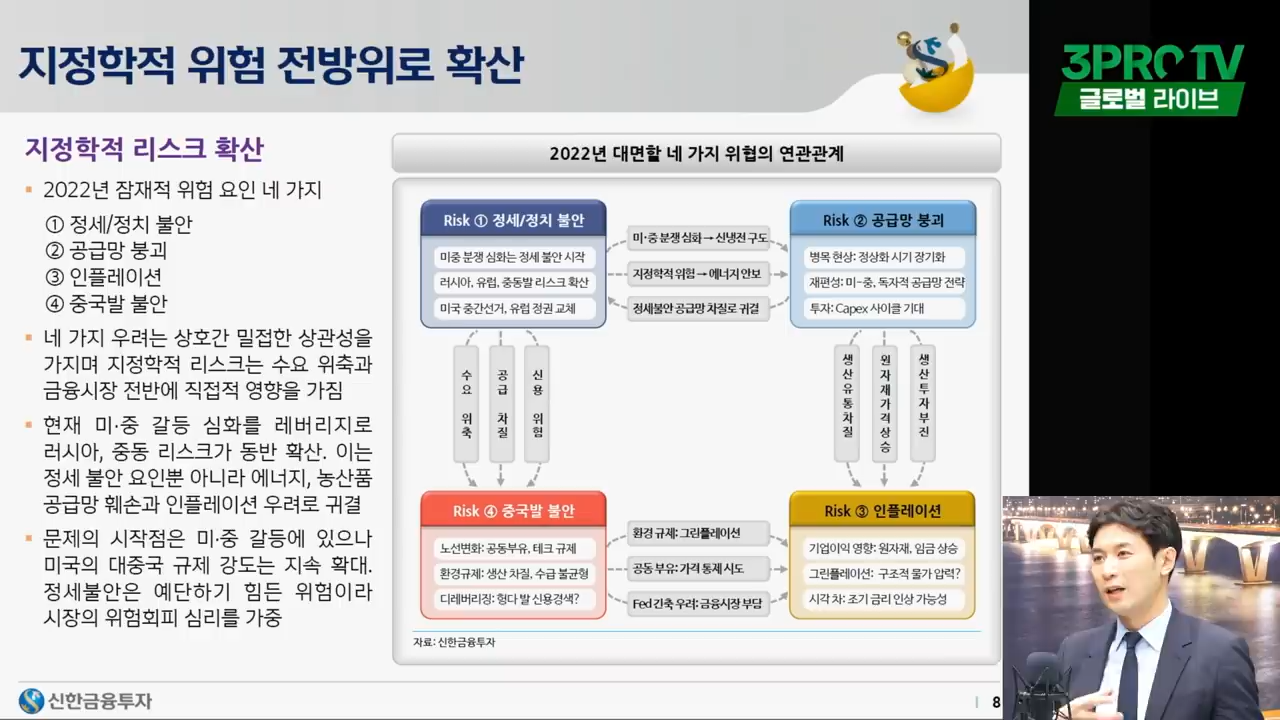 지정학적 위험 전방위로 확산
3PRO TV
글로벌 라이브
지정학적 리스크 확산
▪ 2022년 잠재적 위험 요인 네 가지
① 정세/정치 불안
② 공급망 붕괴
③ 인플레이션
④ 중국발 불안
▪ 네 가지 우려는 상호간 밀접한 상관성을
가지며 지정학적 리스크는 수요 위축과
금융시장 전반에 직접적 영향을 가짐
▪ 현재 미·중 갈등 심화를 레버리지로
러시아, 중동 리스크가 동반 확산. 이는
정세 불안 요인뿐 아니라 에너지, 농산품
공급망 훼손과 인플레이션 우려로 귀결
▪ 문제의 시작점은 미·중 갈등에 있으나
미국의 대중국 규제 강도는 지속 확대.
정세불안은 예단하기 힘든 위험이라
시장의 위험회피 심리를 가중
2022년 대면할 네 가지 위협의 연관관계
Risk ① 정세/정치 불안
미중 분쟁 심화는 정세 불안 시작
러시아, 유럽, 중동발 리스크 확산
미국 중간선거, 유럽 정권 교체
미·중 분쟁 심화 → 신냉전 구도
지정학적 위험 → 에너지 안보
정세불안 공급망 차질로 귀결
Risk ② 공급망 붕괴
병목 현상: 정상화 시기 장기화
재편성: 미-중, 독자적 공급망 전략
투자: Capex 사이클 기대
수요 위축
공급 차질
신용 위험
생산유통차질
원자재가격상승
생산투자부진
Risk ④ 중국발 불안
노선변화: 공동부유, 테크 규제
환경규제: 생산 차질, 수급 불균형
디레버리징: 헝다 발 신용경색?
환경 규제: 그린플레이션
공동 부유: 가격 통제 시도
Fed 긴축 우려: 금융시장 부담
Risk ③ 인플레이션
기업이익 영향: 원자재, 임금 상승
그린플레이션: 구조적 물가 압력?
시각 차: 조기 금리 인상 가능성
자료: 신한금융투자
신한금융투자
8